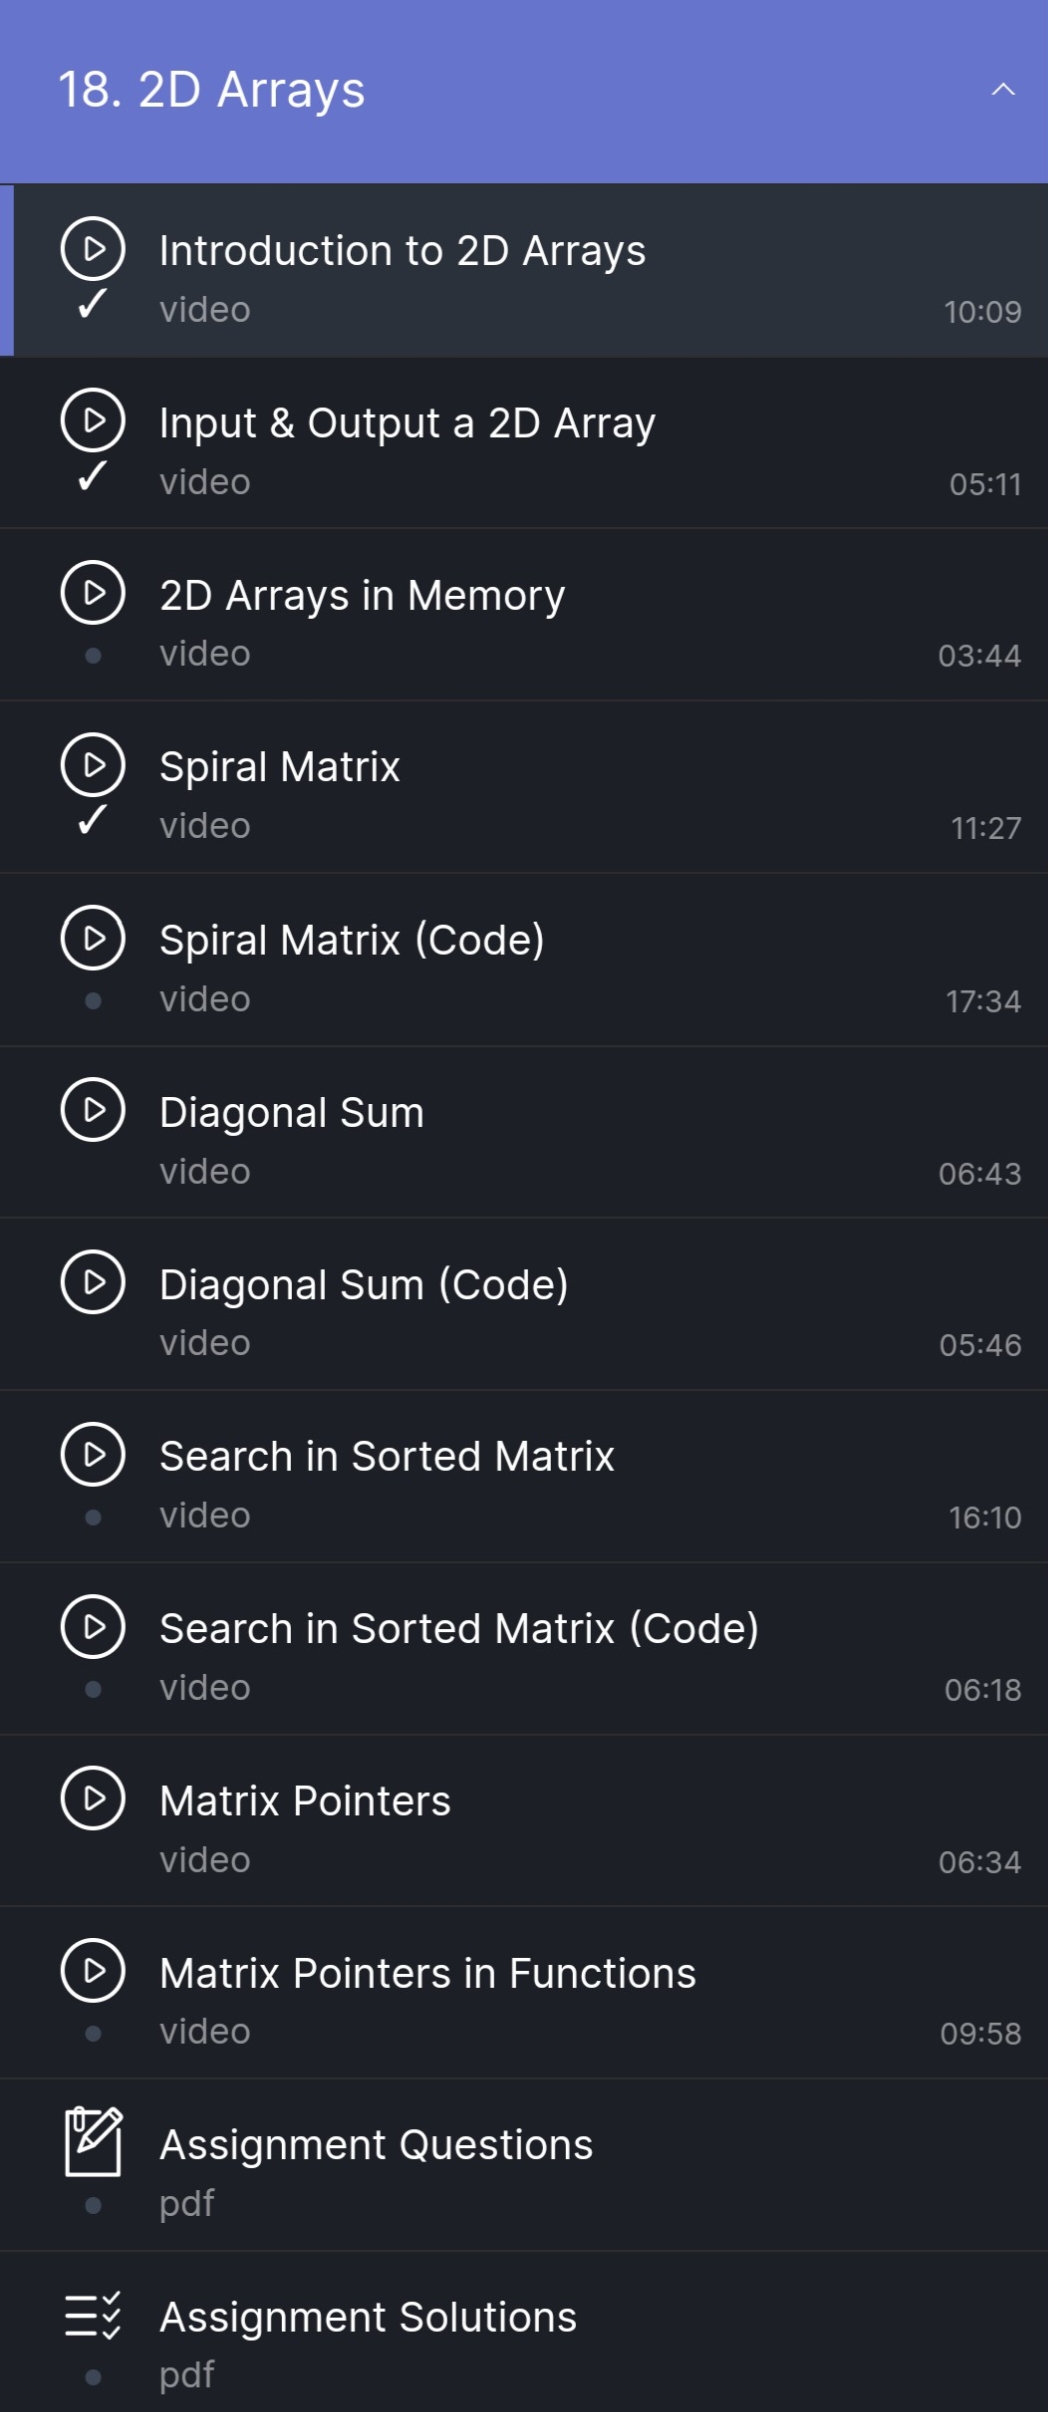 18. 2D Arrays
Introduction to 2D Arrays
video 10:09
Input & Output a 2D Array
video 05:11
2D Arrays in Memory
video 03:44
Spiral Matrix
video 11:27
Spiral Matrix (Code)
video 17:34
Diagonal Sum
video 06:43
Diagonal Sum (Code)
video 05:46
Search in Sorted Matrix
video 16:10
Search in Sorted Matrix (Code)
video 06:18
Matrix Pointers
video 06:34
Matrix Pointers in Functions
video 09:58
Assignment Questions
pdf
Assignment Solutions
pdf